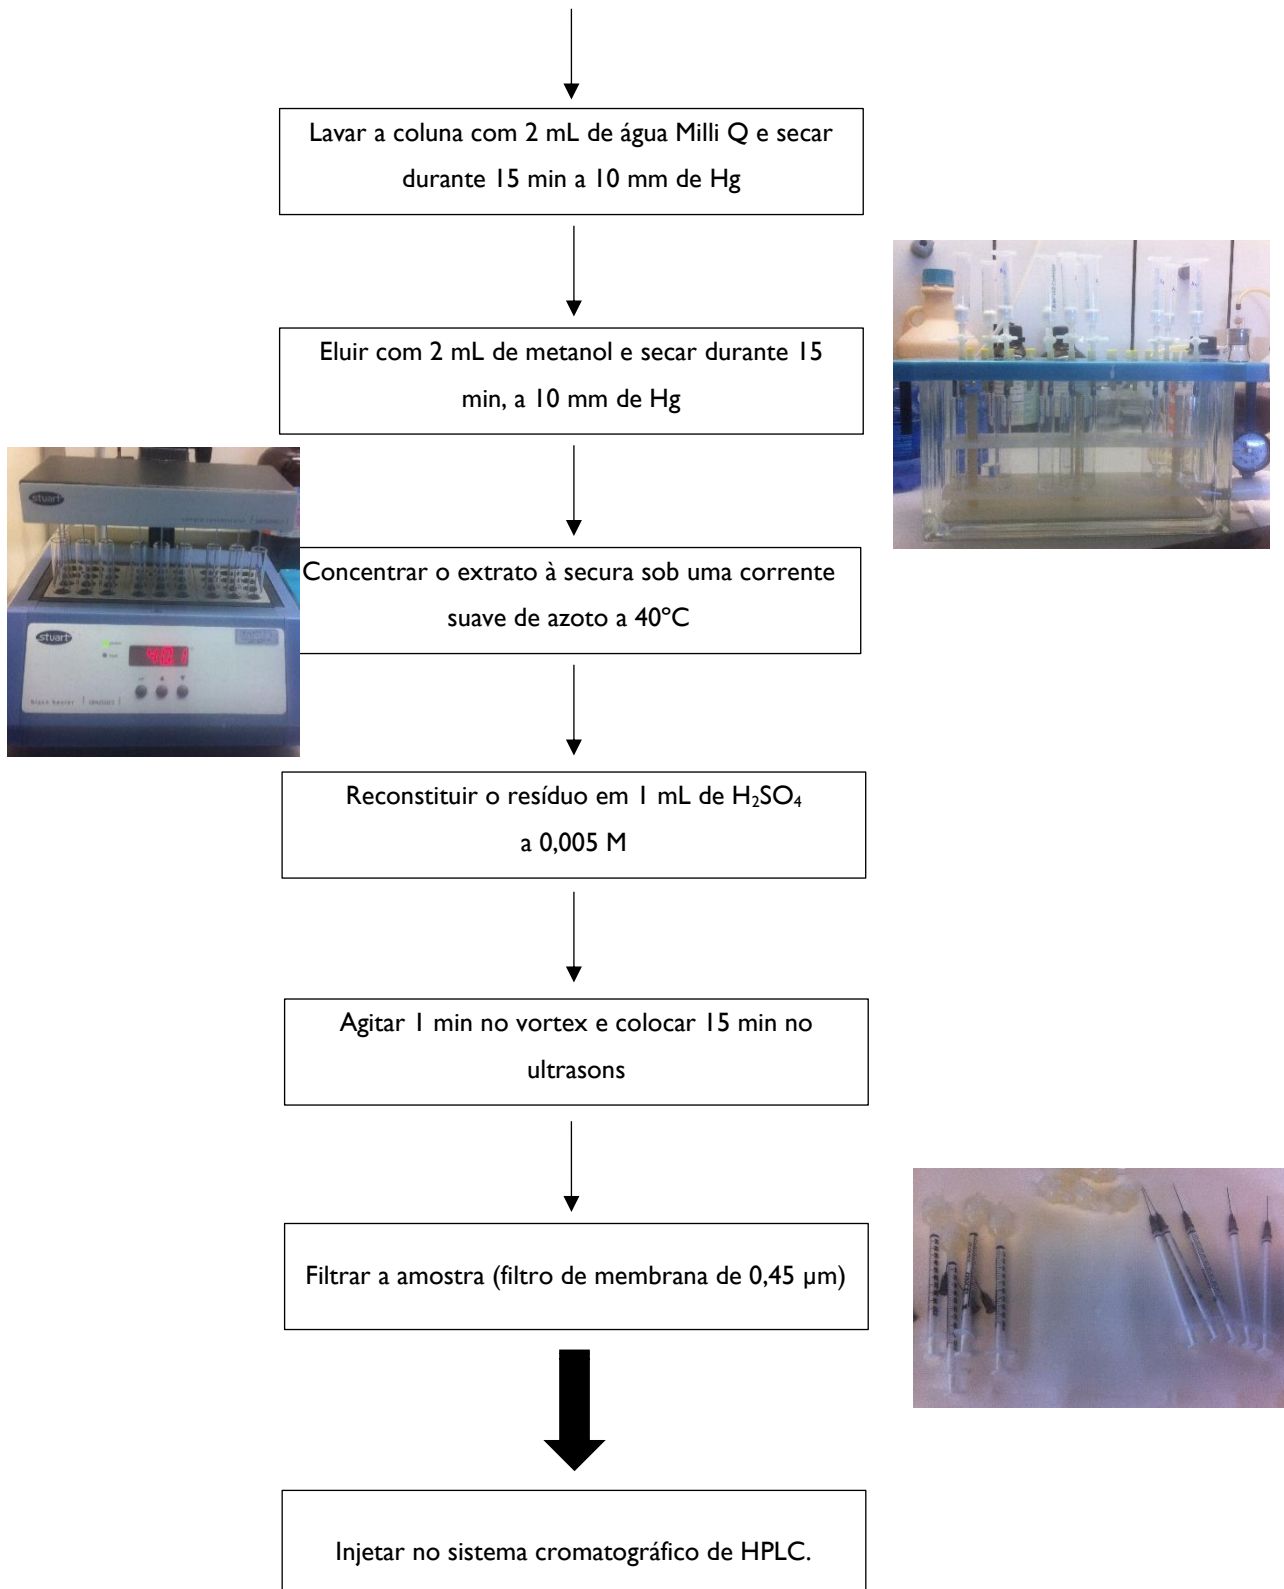 Lavar a coluna com 2 mL de água Milli Q e secar
durante 15 min a 10 mm de Hg
Eluir com 2 mL de metanol e secar durante 15
min, a 10 mm de Hg
stuart
stuart
Concentrar o extrato à secura sob uma corrente
suave de azoto a 40ºC
Reconstituir o resíduo em 1 mL de H₂SO₄
a 0,005 M
Agitar 1 min no vortex e colocar 15 min no
ultrasons
Filtrar a amostra (filtro de membrana de 0,45 µm)
Injetar no sistema cromatográfico de HPLC.